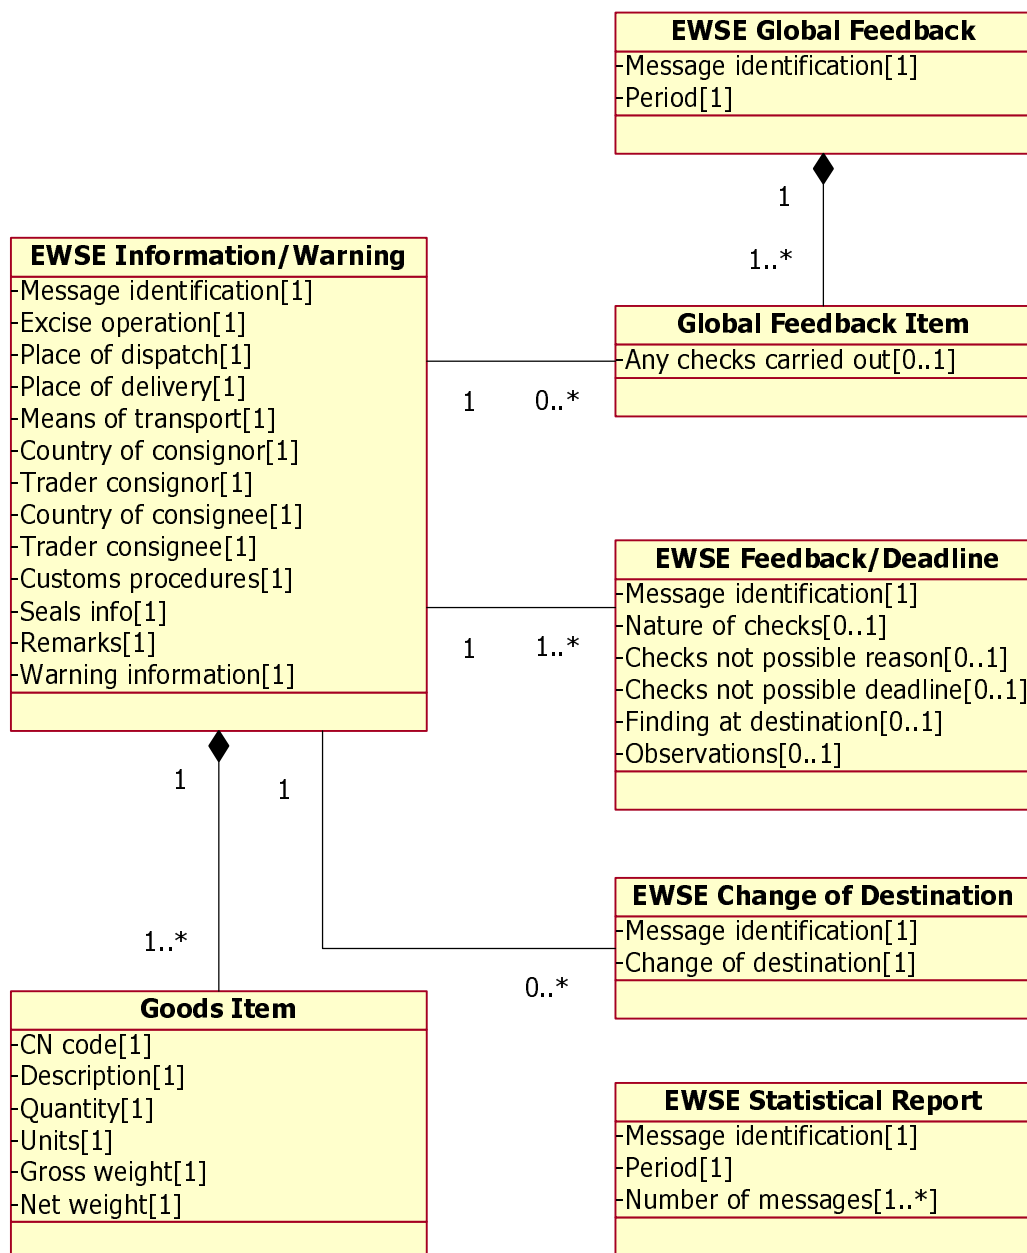 EWSE Global Feedback
-Message identification[1]
-Period[1]
1
1..*
EWSE Information/Warning
-Message identification[1]
-Excise operation[1]
-Place of dispatch[1]
-Place of delivery[1]
-Means of transport[1]
-Country of consignor[1]
-Trader consignor[1]
-Country of consignee[1]
-Trader consignee[1]
-Customs procedures[1]
-Seals info[1]
-Remarks[1]
-Warning information[1]
Global Feedback Item
-Any checks carried out[0..1]
1
0..*
EWSE Feedback/Deadline
-Message identification[1]
-Nature of checks[0..1]
-Checks not possible reason[0..1]
-Checks not possible deadline[0..1]
-Finding at destination[0..1]
-Observations[0..1]
1
1..*
1
1
1..*
EWSE Change of Destination
-Message identification[1]
-Change of destination[1]
0..*
Goods Item
-CN code[1]
-Description[1]
-Quantity[1]
-Units[1]
-Gross weight[1]
-Net weight[1]
EWSE Statistical Report
-Message identification[1]
-Period[1]
-Number of messages[1..*]